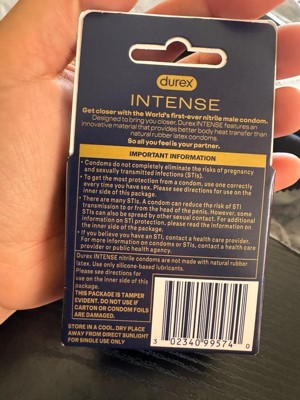 durex
INTENSE
Get closer with the World's first-ever nitrile male condom.
Designed to bring you closer, Durex INTENSE features an
innovative material that provides better body heat transfer than
natural rubber latex condoms.
So all you feel is your partner.
IMPORTANT INFORMATION
• Condoms do not completely eliminate the risks of pregnancy
and sexually transmitted infections (STIs).
• To get the most protection from a condom, use one correctly
every time you have sex. Please see directions for use on the
inner side of this package.
• There are many STIs. A condom can reduce the risk of STI
transmission to or from the head of the penis. However, some
STIs can also be spread by other sexual contact. For additional
information on STI protection, please read the information on
the inner side of the package.
• If you believe you have an STI, contact a health care provider.
For more information on condoms or STIs, contact a health care
provider or public health agency.
Durex INTENSE nitrile condoms are not made with natural rubber
latex. Use only silicone-based lubricants.
Please see directions for
use on the inner side of
this package.
THIS PACKAGE IS TAMPER
EVIDENT. DO NOT USE IF
CARTON OR CONDOM FOILS
ARE DAMAGED.
STORE IN A COOL, DRY PLACE
AWAY FROM DIRECT SUNLIGHT
FOR SINGLE USE ONLY
3 02340 99574 0